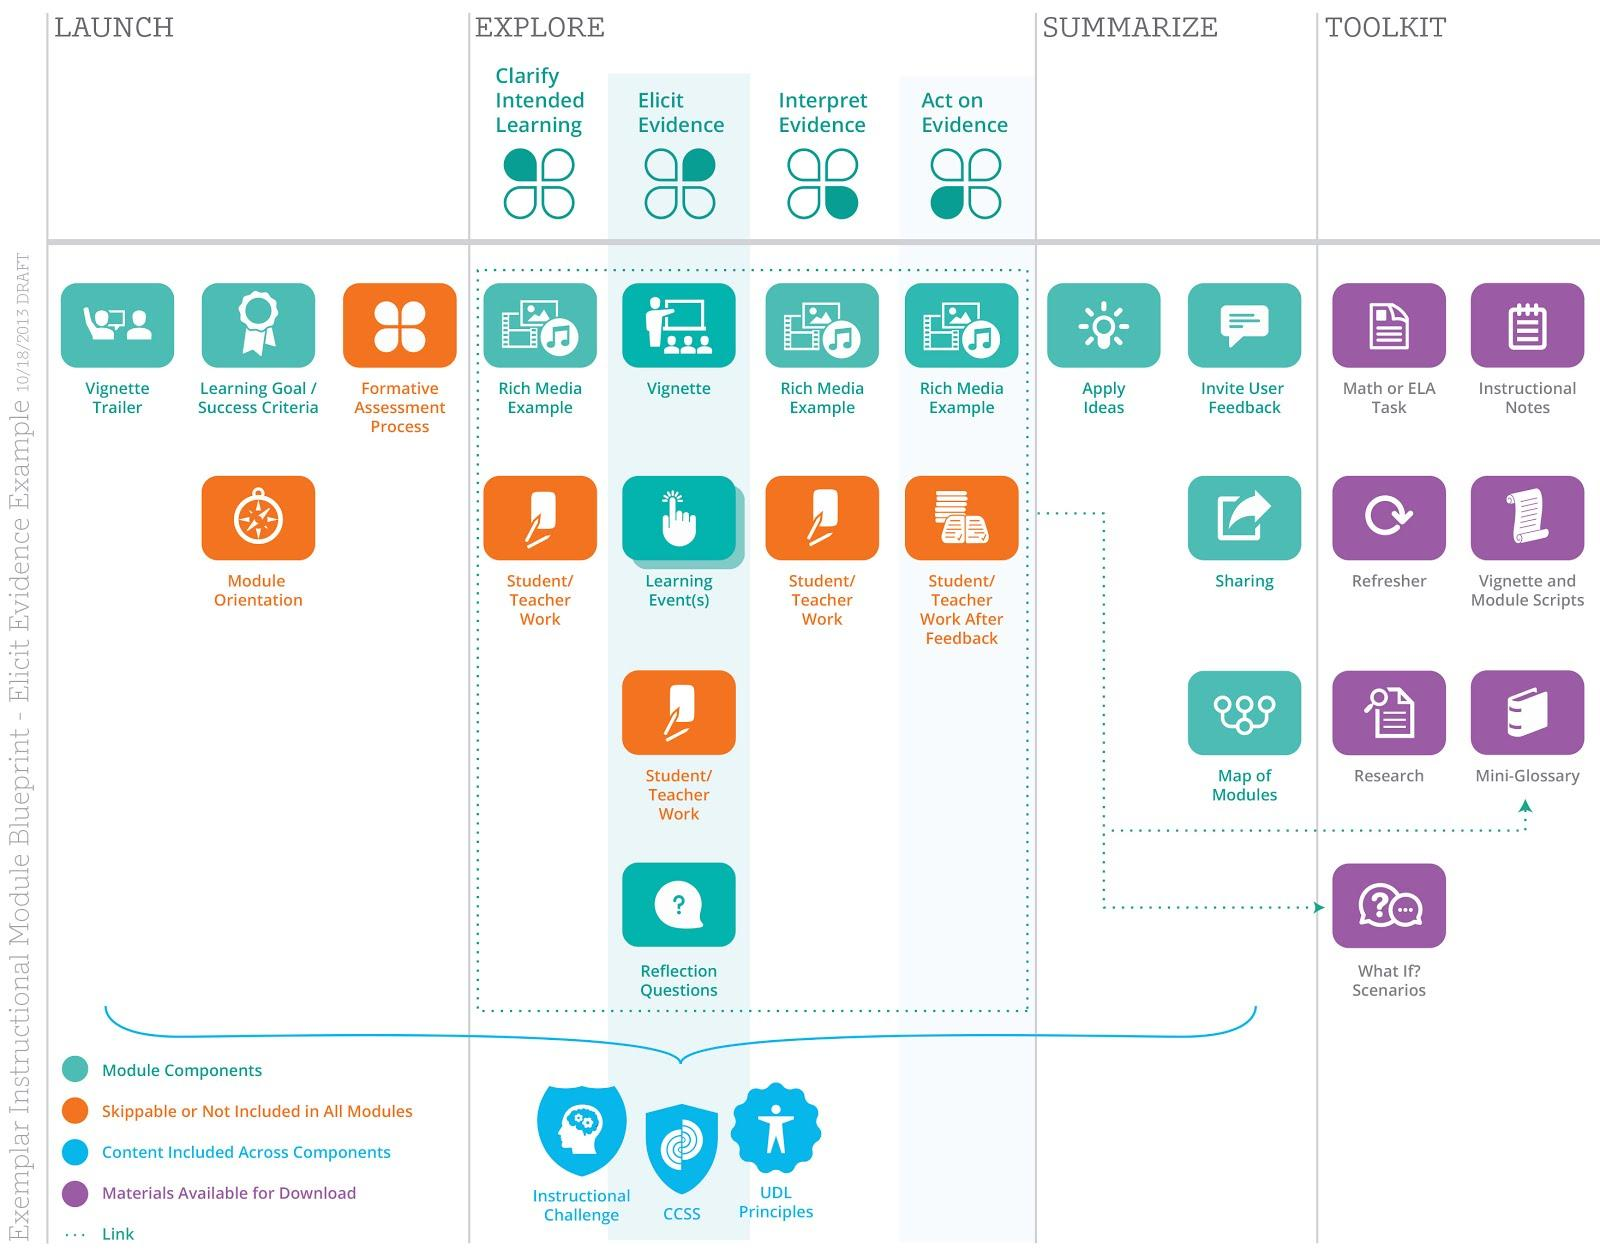 LAUNCH
EXPLORE
SUMMARIZE
TOOLKIT
Clarify
Intended
Learning
Elicit
Evidence
Interpret
Evidence
Act on
Evidence
Exemplar Instructional Module Blueprint - Elicit Evidence Example 10/18/2013 DRAFT
Vignette
Trailer
Learning Goal /
Success Criteria
Formative
Assessment
Process
Rich Media
Example
Vignette
Rich Media
Example
Rich Media
Example
Apply
Ideas
Invite User
Feedback
Math or ELA
Task
Instructional
Notes
Module
Orientation
Student/
Teacher
Work
Learning
Event(s)
Student/
Teacher
Work
Student/
Teacher
Work After
Feedback
Sharing
Refresher
Vignette and
Module Scripts
Student/
Teacher
Work
Map of
Modules
Research
Mini-Glossary
?
Reflection
Questions
?
What If?
Scenarios
Module Components
Skippable or Not Included in All Modules
Content Included Across Components
Materials Available for Download
Link
Instructional
Challenge
CCSS
UDL
Principles